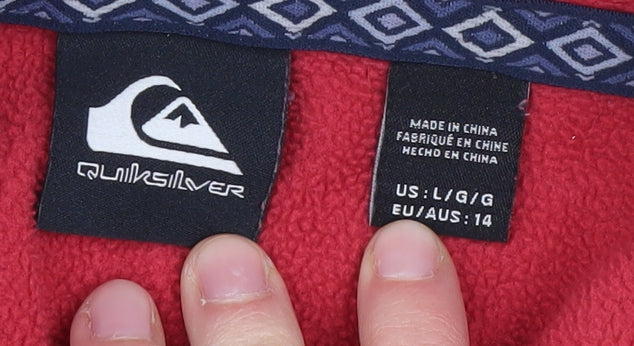 QUIKSILVER
MADE IN CHINA
FABRIQUÉ EN CHINE
HECHO EN CHINA
US : L / G / G
EU / AUS : 14